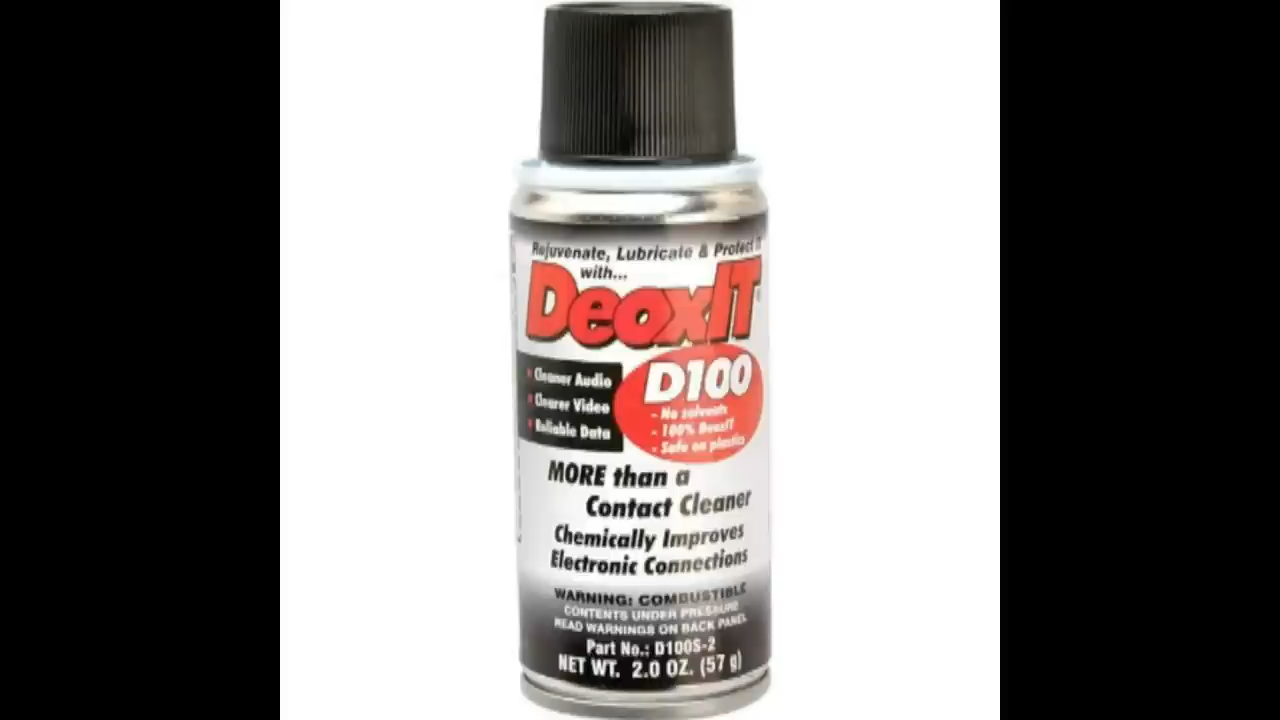 Rejuvenate, Lubricate & Protect it
with...
DeoxIT®
D100
- No solvents
- 100% DeoxIT
- Safe on plastics
Cleaner Audio
Clearer Video
Reliable Data
MORE than a
Contact Cleaner
Chemically Improves
Electronic Connections
WARNING: COMBUSTIBLE
CONTENTS UNDER PRESSURE
READ WARNINGS ON BACK PANEL
Part No.: D100S-2
NET WT. 2.0 OZ. (57 g)